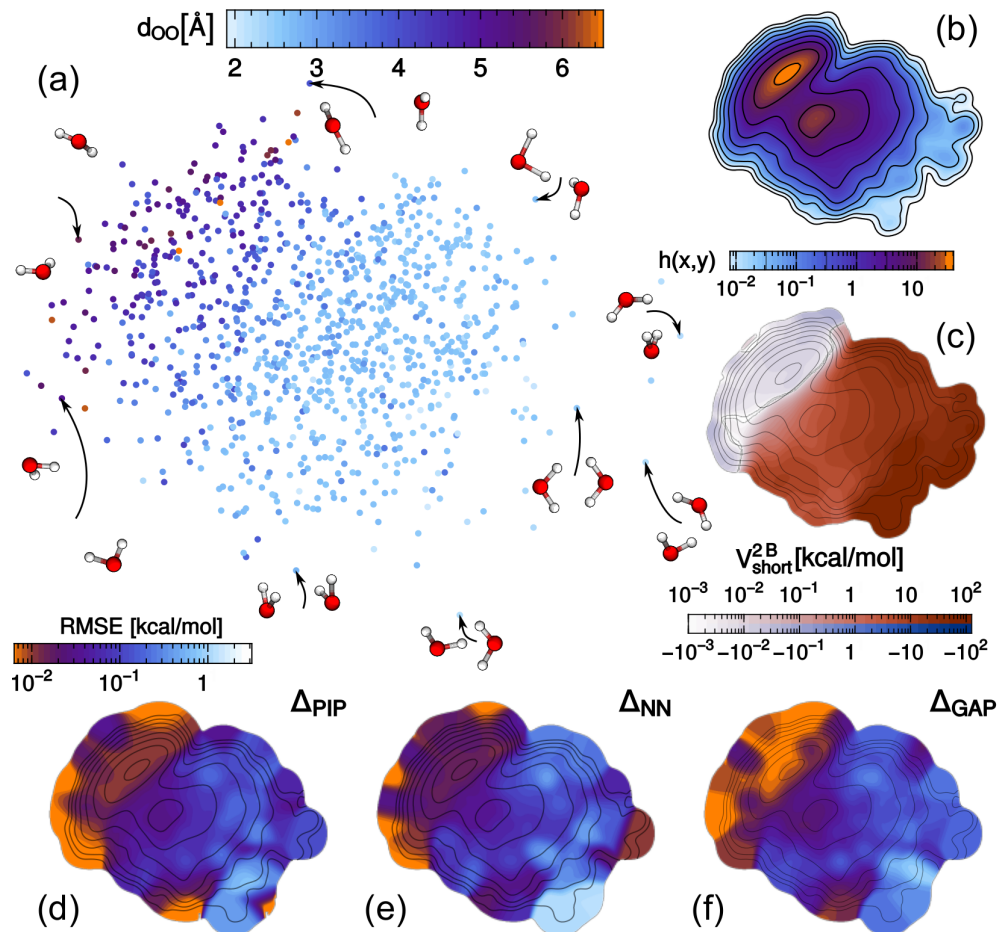 d_OO[Å]
2 3 4 5 6
(a)
(b)
h(x,y)
10^-2 10^-1 1 10
(c)
V^2B_short[kcal/mol]
10^-3 10^-2 10^-1 1 10 10^2
-10^-3 -10^-2 -10^-1 1 -10 -10^2
RMSE [kcal/mol]
10^-2 10^-1 1
Δ_PIP
Δ_NN
Δ_GAP
(d)
(e)
(f)